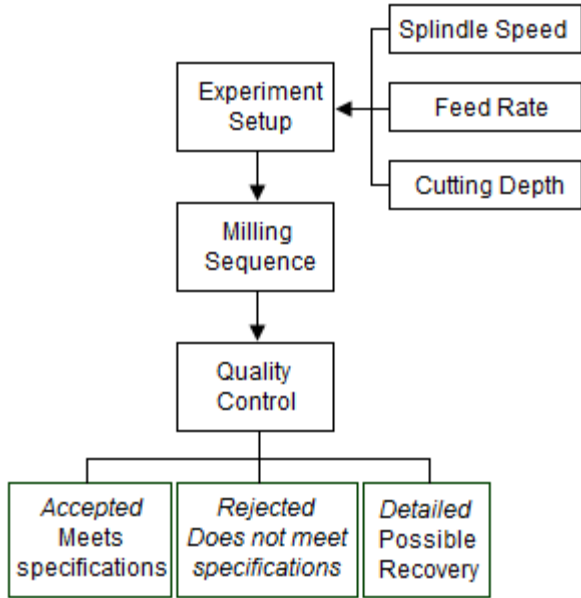 Splindle Speed
Experiment
Setup
Feed Rate
Cutting Depth
Milling
Sequence
Quality
Control
Accepted
Meets
specifications
Rejected
Does not meet
specifications
Detailed
Possible
Recovery